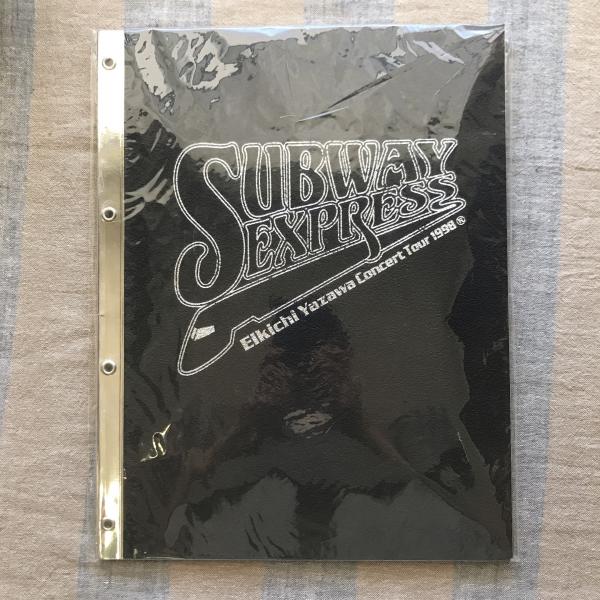 SUBWAY
EXPRESS
Eikichi Yazawa Concert Tour 1998 ®